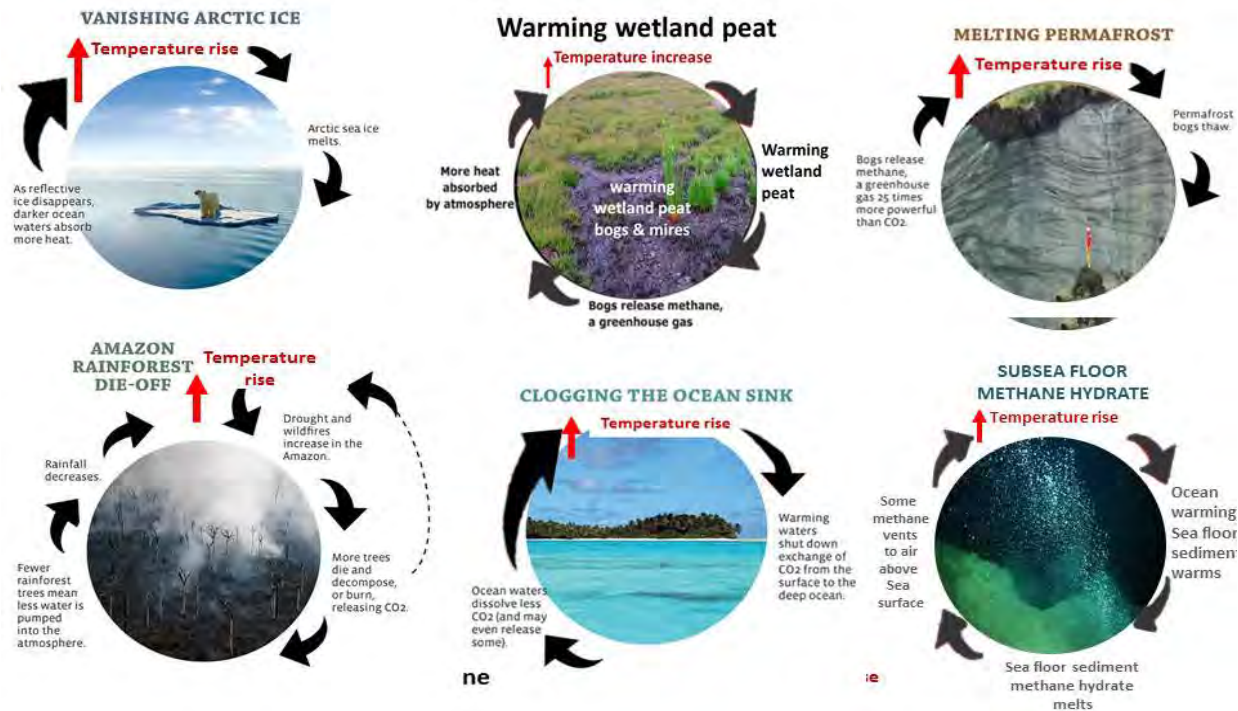 VANISHING ARCTIC ICE
Temperature rise
Arctic sea ice
melts.
As reflective
ice disappears,
darker ocean
waters absorb
more heat.
Warming wetland peat
Temperature increase
Warming
wetland
peat
warming
wetland peat
bogs & mires
Bogs release methane,
a greenhouse gas
More heat
absorbed
by atmosphere
MELTING PERMAFROST
Temperature rise
Permafrost
bogs thaw.
Bogs release
methane,
a greenhouse
gas 25 times
more powerful
than CO2.
AMAZON
RAINFOREST
DIE-OFF
Temperature
rise
Drought and
wildfires
increase in the
Amazon.
More trees
die and
decompose,
or burn,
releasing CO2.
Fewer
rainforest
trees mean
less water is
pumped
into the
atmosphere.
Rainfall
decreases.
CLOGGING THE OCEAN SINK
Temperature rise
Warming
waters
shut down
exchange of
CO2 from the
surface to the
deep ocean.
Ocean waters
dissolve less
CO2 (and may
even release
some).
ne
SUBSEA FLOOR
METHANE HYDRATE
Temperature rise
Ocean
warming
Sea floor
sediment
warms
Sea floor sediment
methane hydrate
melts
Some
methane
vents to
to air
above
Sea
surface
se